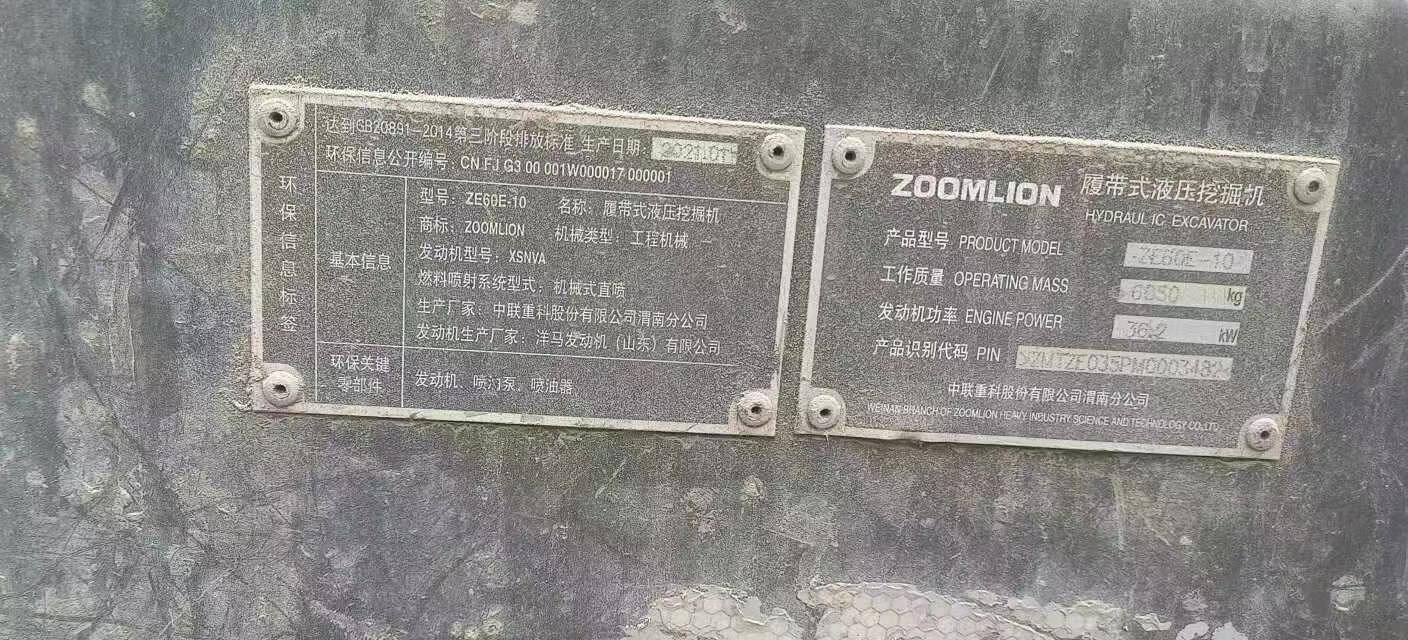 环保信息标签
达到GB20891-2014第三阶段排放标准 生产日期:
环保信息公开编号: CN FJ G3 00 001W000017 000001
基本信息
型号: ZE60E-10 名称: 履带式液压挖掘机
商标: ZOOMLION 机械类型: 工程机械
发动机型号: XSNVA
燃料喷射系统型式: 机械式直喷
生产厂家: 中联重科股份有限公司渭南分公司
发动机生产厂家: 洋马发动机(山东)有限公司
环保关键零部件
发动机、喷油泵、喷油器
ZOOMLION 履带式液压挖掘机
HYDRAULIC EXCAVATOR
产品型号 PRODUCT MODEL ZE60E-10
工作质量 OPERATING MASS 6050 kg
发动机功率 ENGINE POWER 36.2 kW
产品识别代码 PIN
中联重科股份有限公司渭南分公司
WEINAN BRANCH OF ZOOMLION HEAVY INDUSTRY SCIENCE AND TECHNOLOGY CO.,LTD.